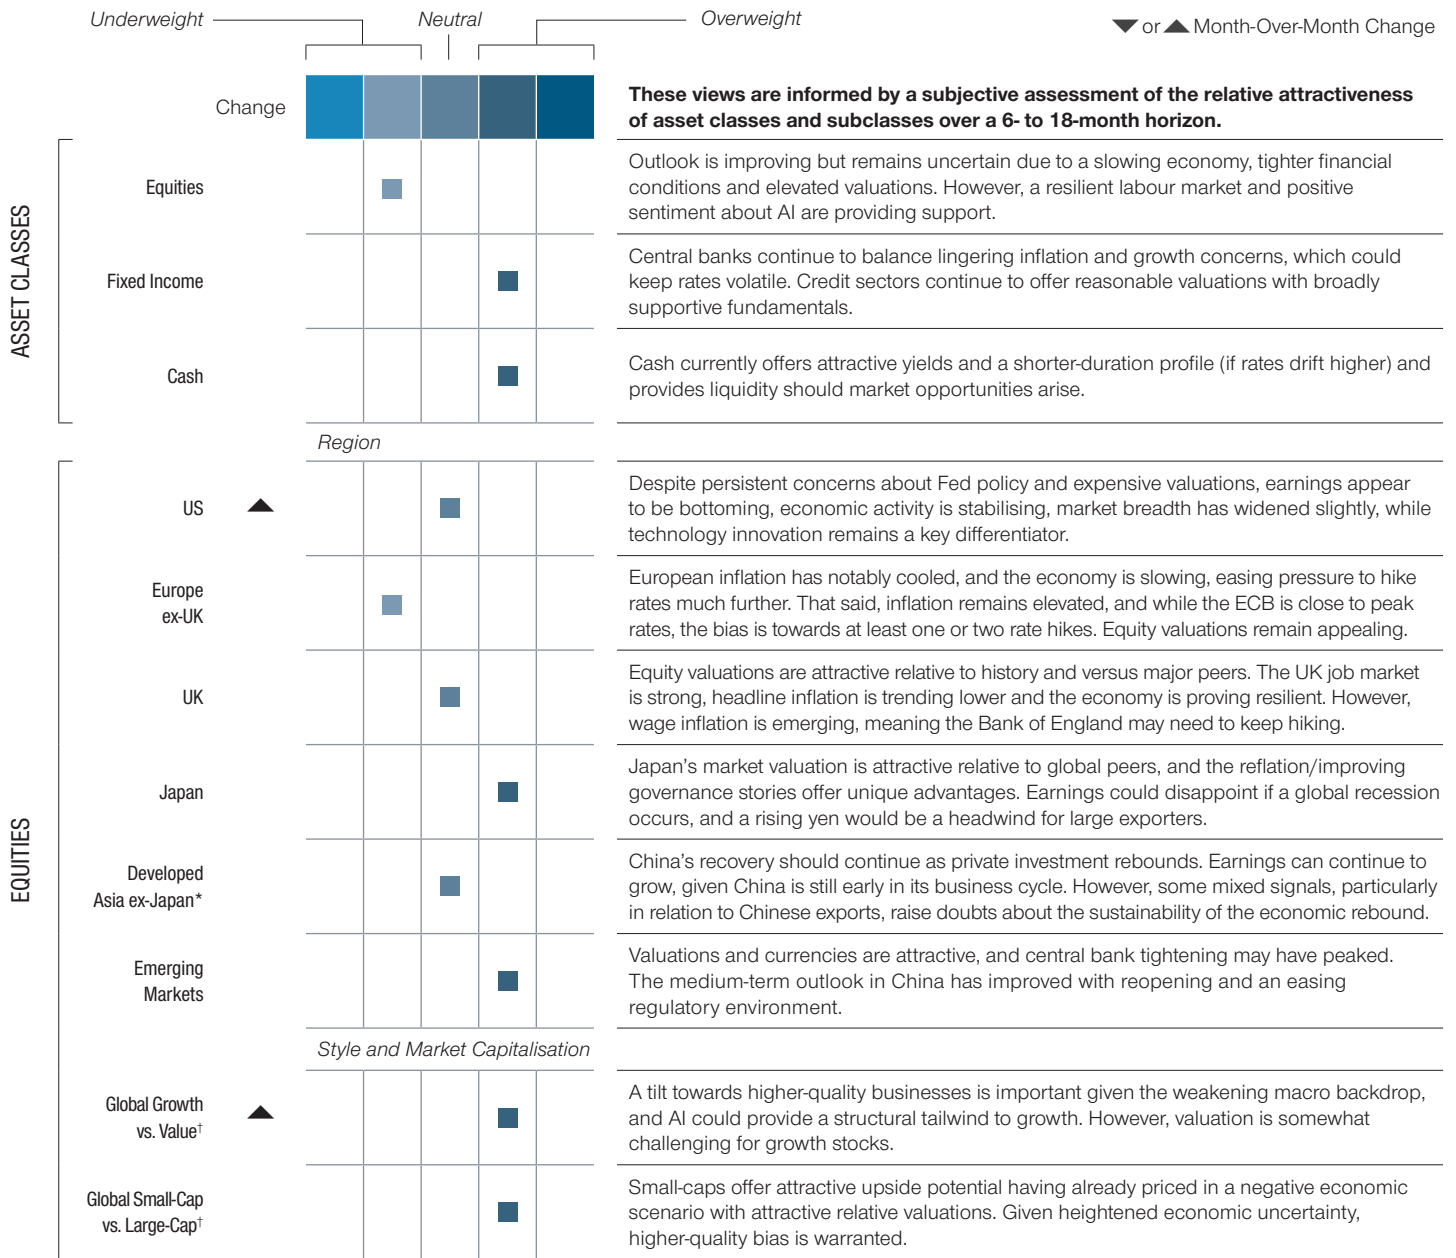 Underweight
Neutral
Overweight
▼ or ▲ Month-Over-Month Change
Change
These views are informed by a subjective assessment of the relative attractiveness
of asset classes and subclasses over a 6- to 18-month horizon.
ASSET CLASSES
Equities
Outlook is improving but remains uncertain due to a slowing economy, tighter financial
conditions and elevated valuations. However, a resilient labour market and positive
sentiment about AI are providing support.
Fixed Income
Central banks continue to balance lingering inflation and growth concerns, which could
keep rates volatile. Credit sectors continue to offer reasonable valuations with broadly
supportive fundamentals.
Cash
Cash currently offers attractive yields and a shorter-duration profile (if rates drift higher) and
provides liquidity should market opportunities arise.
EQUITIES
Region
US
Despite persistent concerns about Fed policy and expensive valuations, earnings appear
to be bottoming, economic activity is stabilising, market breadth has widened slightly, while
technology innovation remains a key differentiator.
Europe
ex-UK
European inflation has notably cooled, and the economy is slowing, easing pressure to hike
rates much further. That said, inflation remains elevated, and while the ECB is close to peak
rates, the bias is towards at least one or two rate hikes. Equity valuations remain appealing.
UK
Equity valuations are attractive relative to history and versus major peers. The UK job market
is strong, headline inflation is trending lower and the economy is proving resilient. However,
wage inflation is emerging, meaning the Bank of England may need to keep hiking.
Japan
Japan's market valuation is attractive relative to global peers, and the reflation/improving
governance stories offer unique advantages. Earnings could disappoint if a global recession
occurs, and a rising yen would be a headwind for large exporters.
Developed
Asia ex-Japan*
China's recovery should continue as private investment rebounds. Earnings can continue to
grow, given China is still early in its business cycle. However, some mixed signals, particularly
in relation to Chinese exports, raise doubts about the sustainability of the economic rebound.
Emerging
Markets
Valuations and currencies are attractive, and central bank tightening may have peaked.
The medium-term outlook in China has improved with reopening and an easing
regulatory environment.
Style and Market Capitalisation
Global Growth
vs. Value†
A tilt towards higher-quality businesses is important given the weakening macro backdrop,
and AI could provide a structural tailwind to growth. However, valuation is somewhat
challenging for growth stocks.
Global Small-Cap
vs. Large-Cap†
Small-caps offer attractive upside potential having already priced in a negative economic
scenario with attractive relative valuations. Given heightened economic uncertainty,
higher-quality bias is warranted.